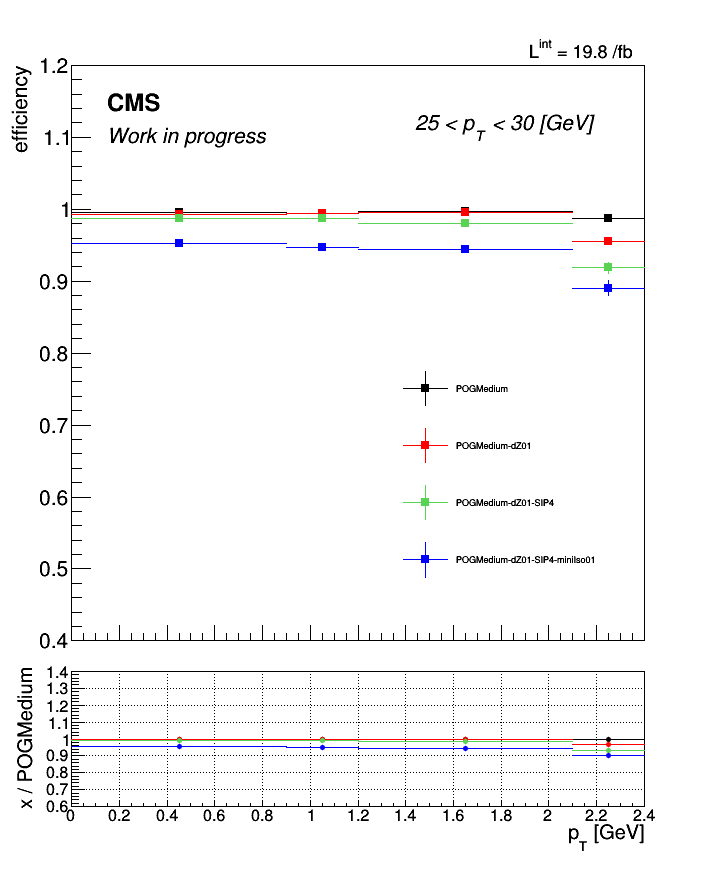 L^int = 19.8 /fb
efficiency
CMS
Work in progress
25 < p_T < 30 [GeV]
1.2
1.1
1
0.9
0.8
0.7
0.6
0.5
0.4
POGMedium
POGMedium-dZ01
POGMedium-dZ01-SIP4
POGMedium-dZ01-SIP4-miniIso01
x / POGMedium
1.4
1.3
1.2
1.1
1
0.9
0.8
0.7
0.6
0 0.2 0.4 0.6 0.8 1 1.2 1.4 1.6 1.8 2 2.2 2.4
p_T [GeV]